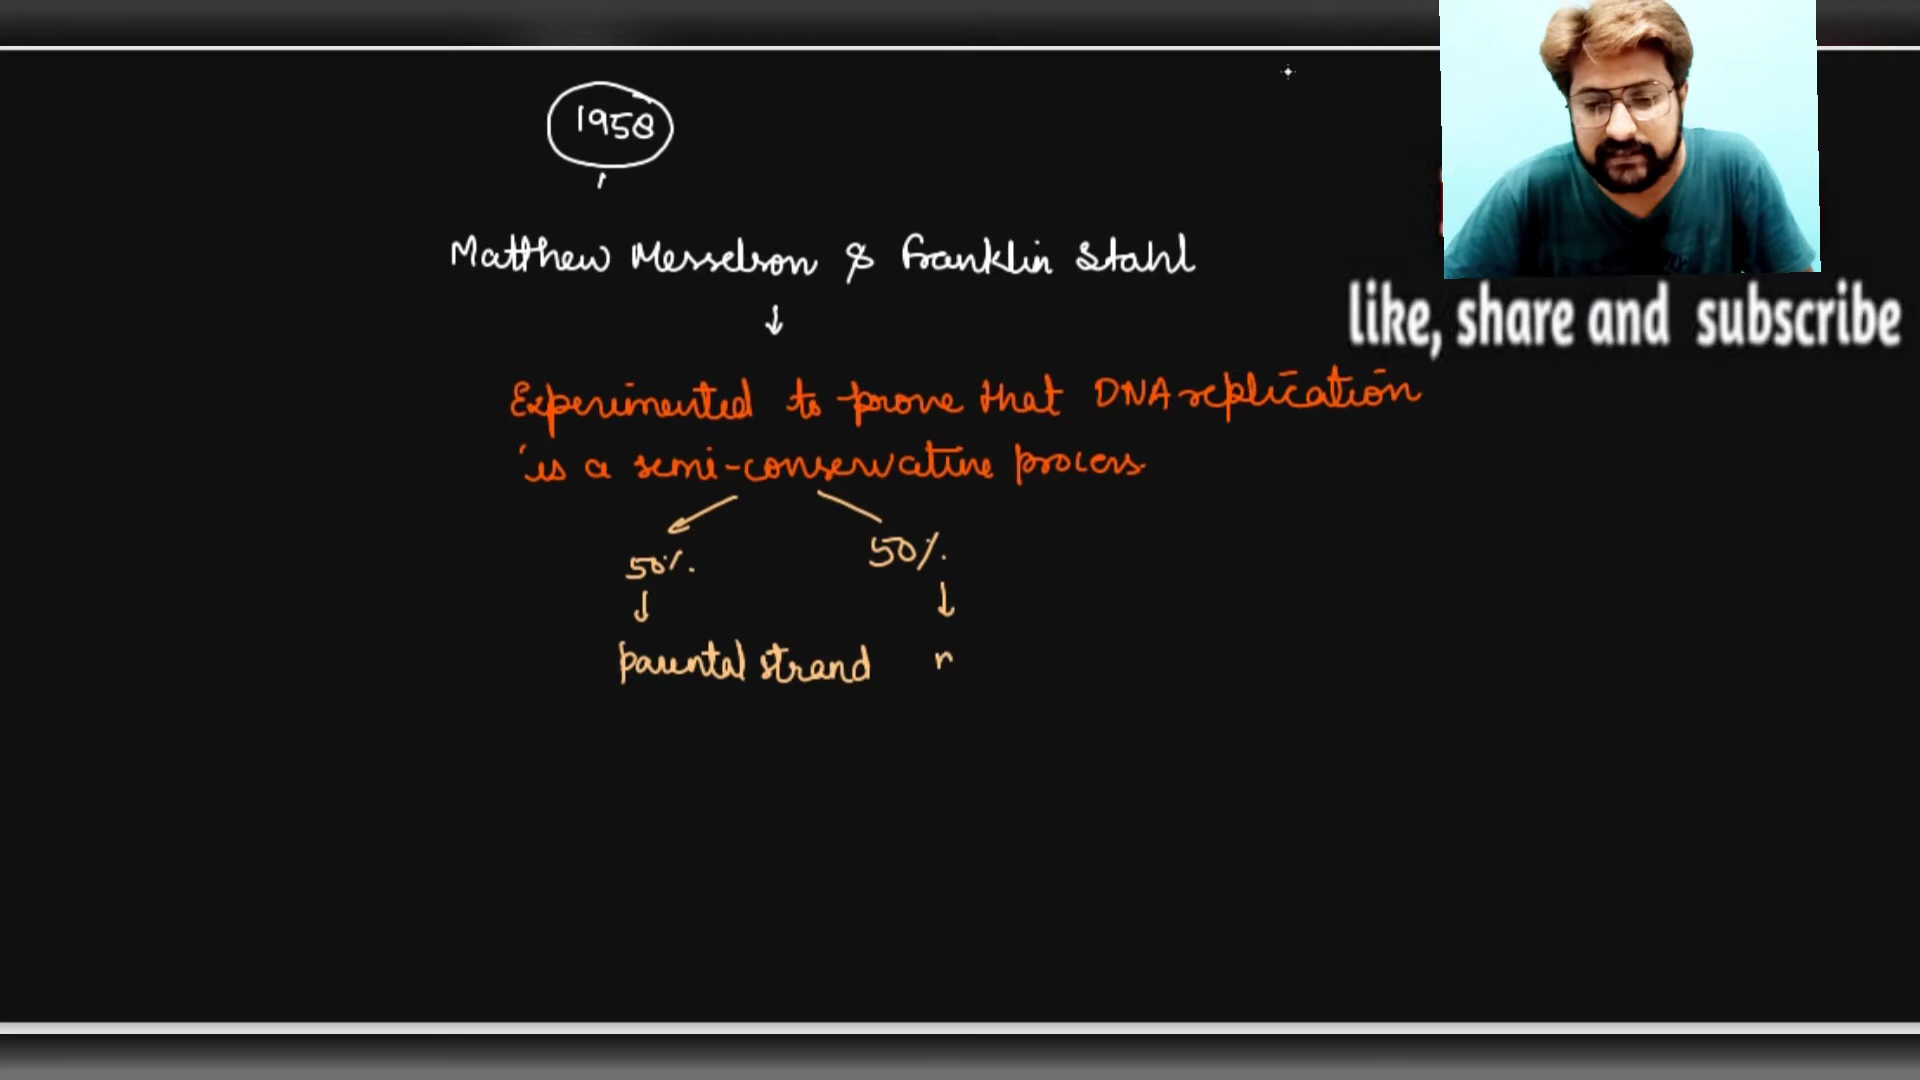 1958
Matthew Messelson & Franklin Stahl
like, share and subscribe
Experimented to prove that DNA replication
is a semi-conservative process
50%. 50%.
parental strand n